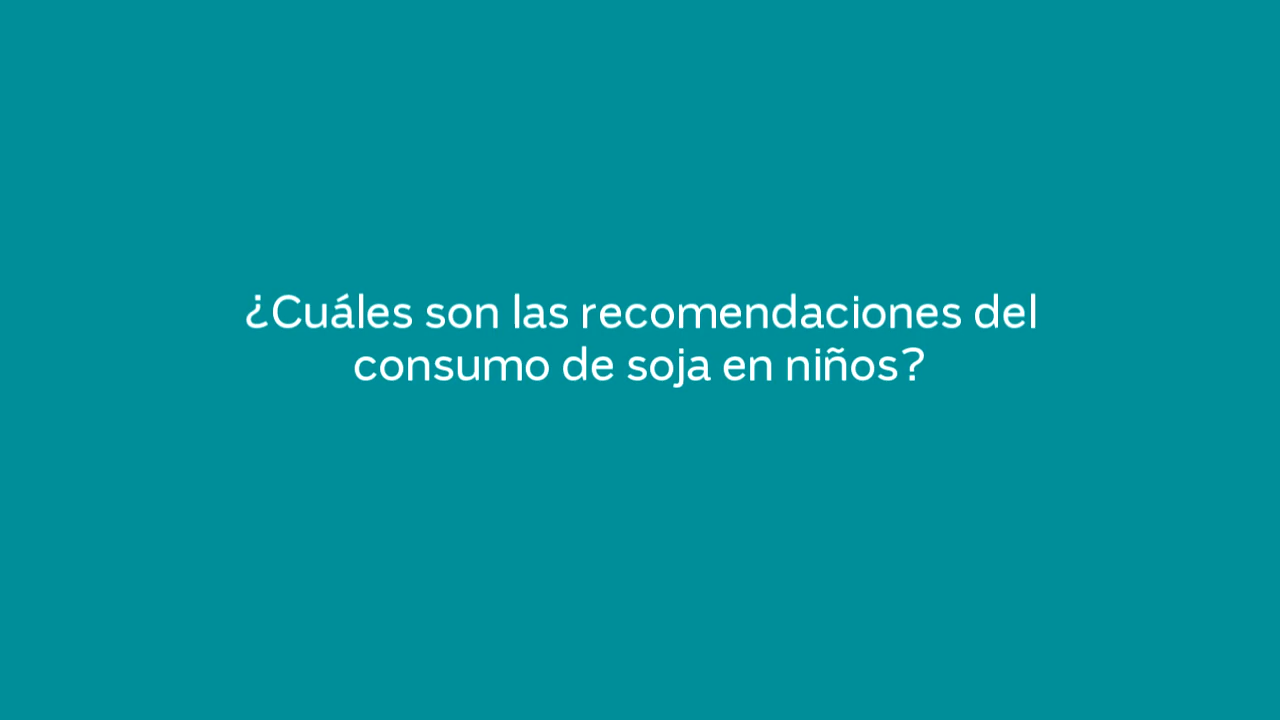 ¿Cuáles son las recomendaciones del
consumo de soja en niños?